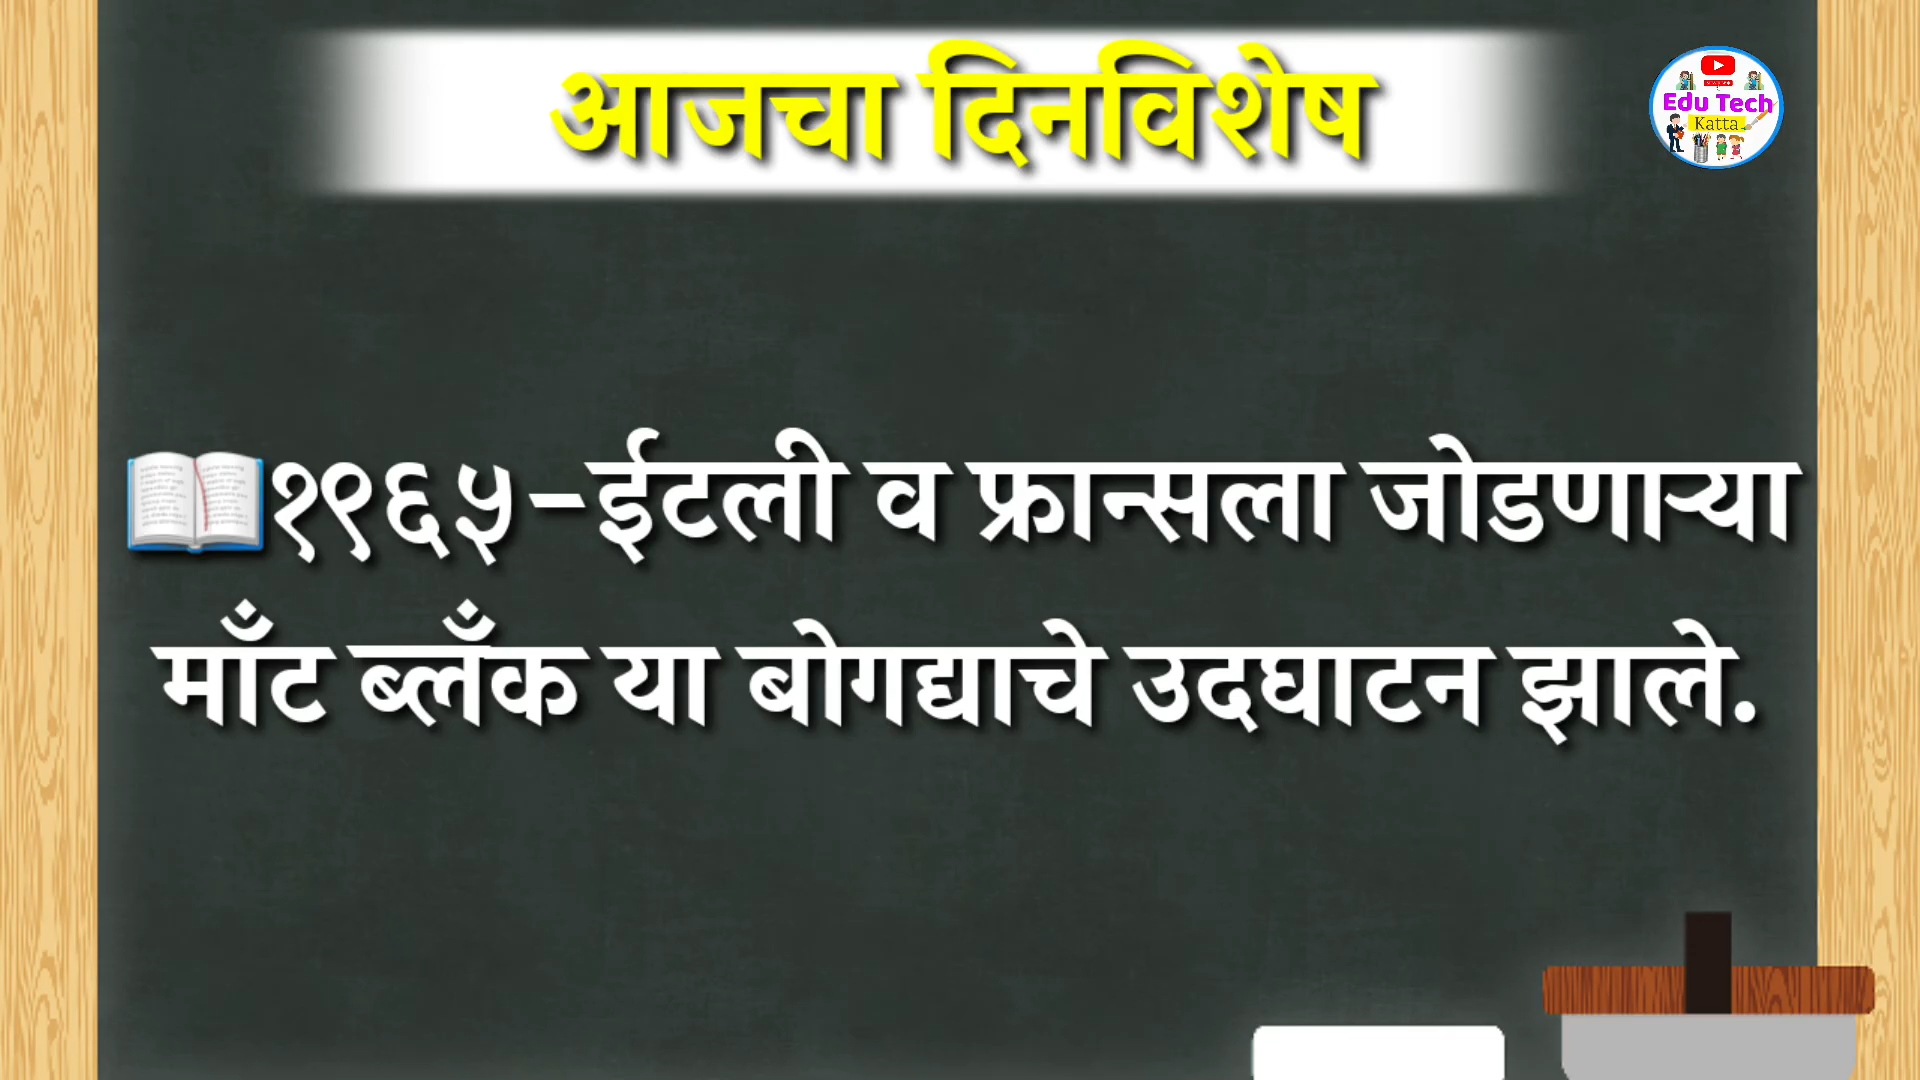 आजचा दिनविशेष
Edu Tech
Katta
📖१९६५-ईटली व फ्रान्सला जोडणाऱ्या
माँट ब्लँक या बोगद्याचे उदघाटन झाले.